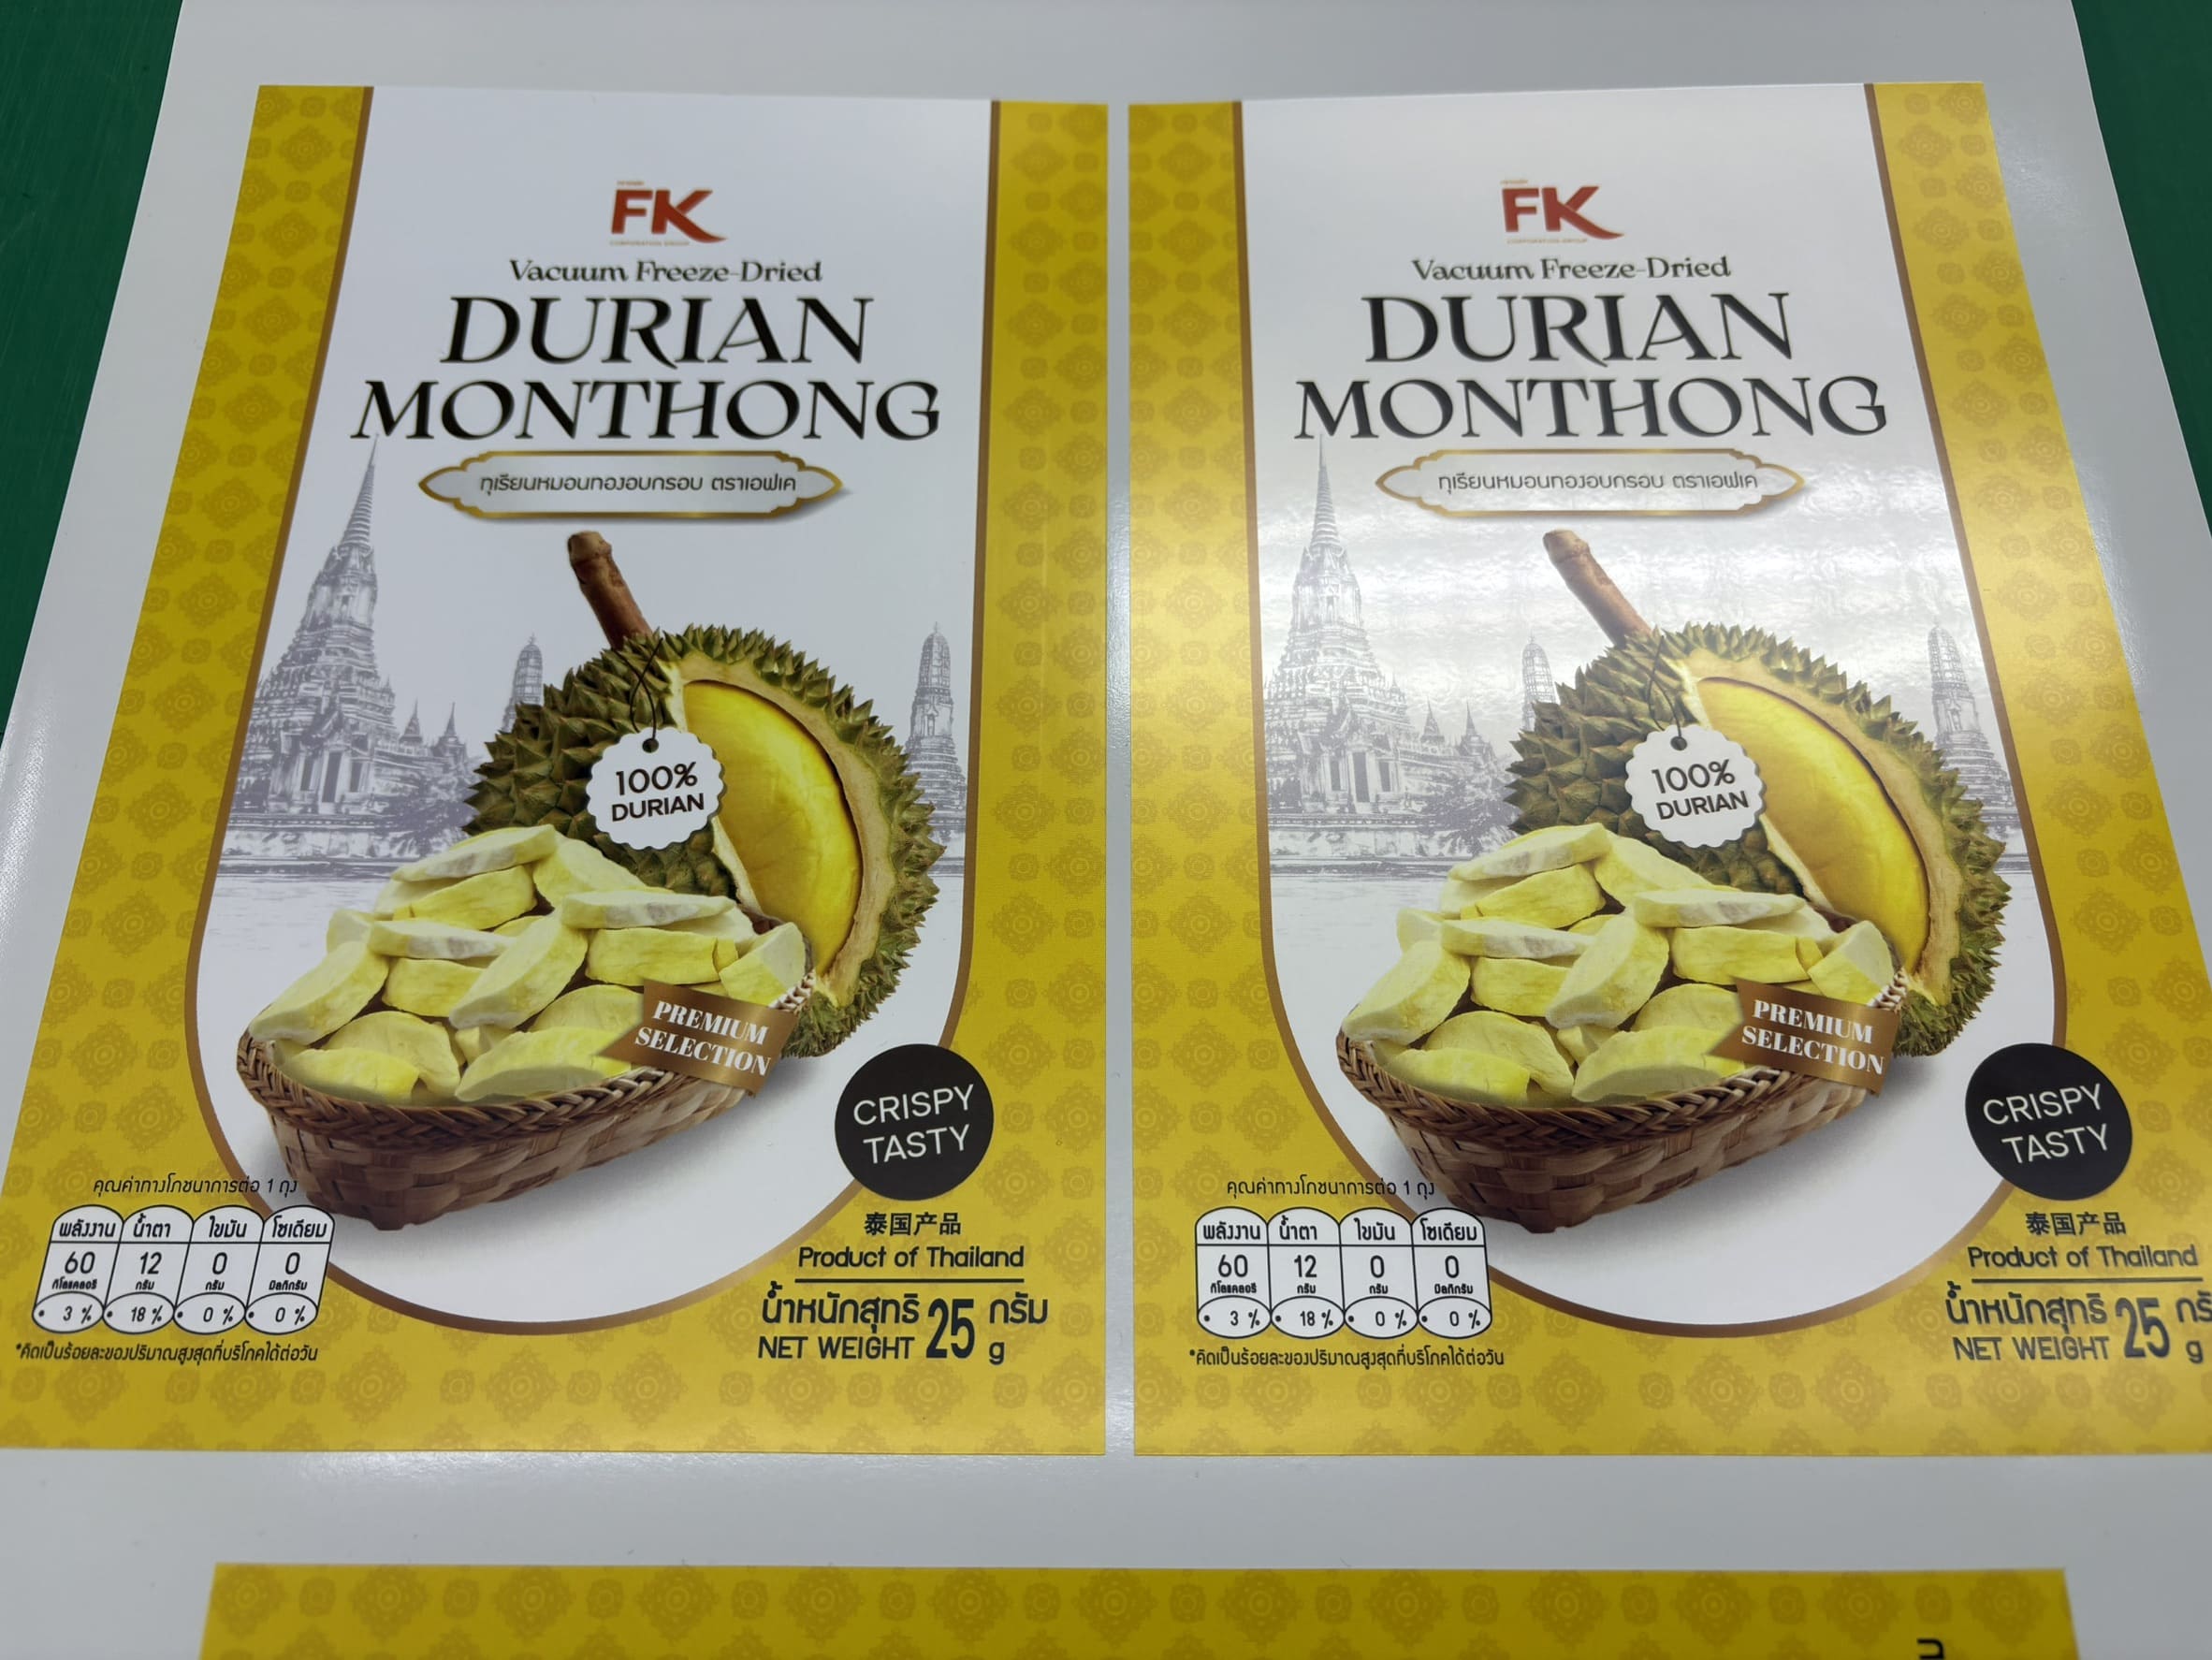 FK
CORPORATION GROUP
Vacuum Freeze-Dried
DURIAN
MONTHONG
ทุเรียนหมอนทองอบกรอบ ตราเอฟเค
100%
DURIAN
PREMIUM
SELECTION
CRISPY
TASTY
คุณค่าทางโภชนาการต่อ 1 ถุง
พลังงาน น้ำตา ไขมัน โซเดียม
60 12 0 0
กิโลแคลอรี กรัม กรัม มิลลิกรัม
3 % 18 % 0 % 0 %
*คิดเป็นร้อยละของปริมาณสูงสุดที่บริโภคได้ต่อวัน
泰国产品
Product of Thailand
น้ำหนักสุทธิ 25 กรัม
NET WEIGHT g
FK
CORPORATION GROUP
Vacuum Freeze-Dried
DURIAN
MONTHONG
ทุเรียนหมอนทองอบกรอบ ตราเอฟเค
100%
DURIAN
PREMIUM
SELECTION
CRISPY
TASTY
คุณค่าทางโภชนาการต่อ 1 ถุง
พลังงาน น้ำตา ไขมัน โซเดียม
60 12 0 0
กิโลแคลอรี กรัม กรัม มิลลิกรัม
3 % 18 % 0 % 0 %
*คิดเป็นร้อยละของปริมาณสูงสุดที่บริโภคได้ต่อวัน
泰国产品
Product of Thailand
น้ำหนักสุทธิ 25
NET WEIGHT g